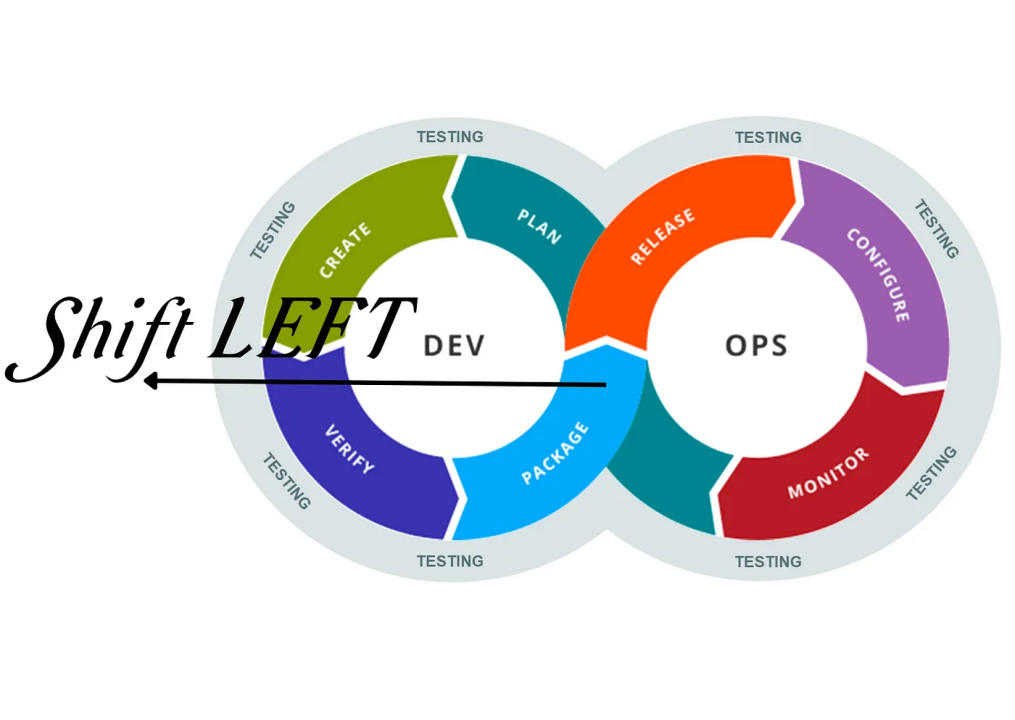 TESTING
TESTING
TESTING
TESTING
CREATE
PLAN
RELEASE
CONFIGURE
Shift LEFT
DEV
OPS
VERIFY
PACKAGE
MONITOR
TESTING
TESTING
TESTING
TESTING